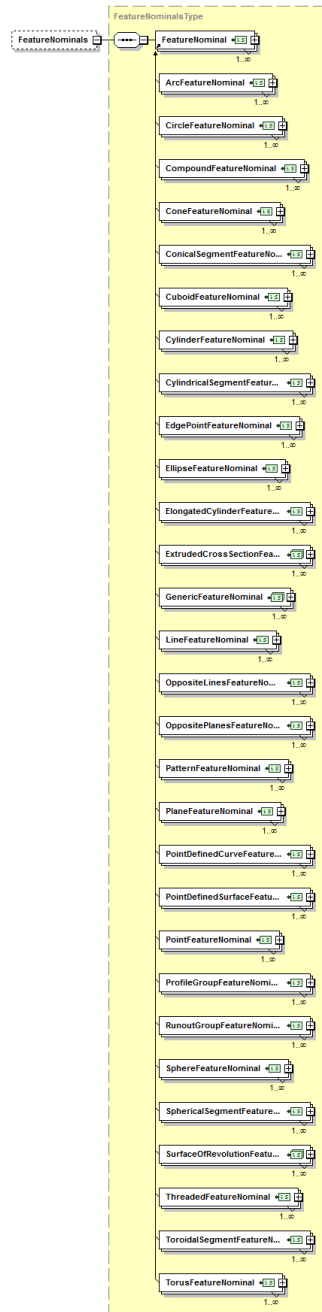 FeatureNominalsType
FeatureNominals
FeatureNominal
1..∞
ArcFeatureNominal
1..∞
CircleFeatureNominal
1..∞
CompoundFeatureNominal
1..∞
ConeFeatureNominal
1..∞
ConicalSegmentFeatureNo...
1..∞
CuboidFeatureNominal
1..∞
CylinderFeatureNominal
1..∞
CylindricalSegmentFeatur...
1..∞
EdgePointFeatureNominal
1..∞
EllipseFeatureNominal
1..∞
ElongatedCylinderFeature...
1..∞
ExtrudedCrossSectionFea...
1..∞
GenericFeatureNominal
1..∞
LineFeatureNominal
1..∞
OppositeLinesFeatureNo...
1..∞
OppositePlanesFeatureNo...
1..∞
PatternFeatureNominal
1..∞
PlaneFeatureNominal
1..∞
PointDefinedCurveFeature...
1..∞
PointDefinedSurfaceFeatu...
1..∞
PointFeatureNominal
1..∞
ProfileGroupFeatureNomi...
1..∞
RunoutGroupFeatureNomi...
1..∞
SphereFeatureNominal
1..∞
SphericalSegmentFeature...
1..∞
SurfaceOfRevolutionFeatu...
1..∞
ThreadedFeatureNominal
1..∞
ToroidalSegmentFeatureN...
1..∞
TorusFeatureNominal
1..∞